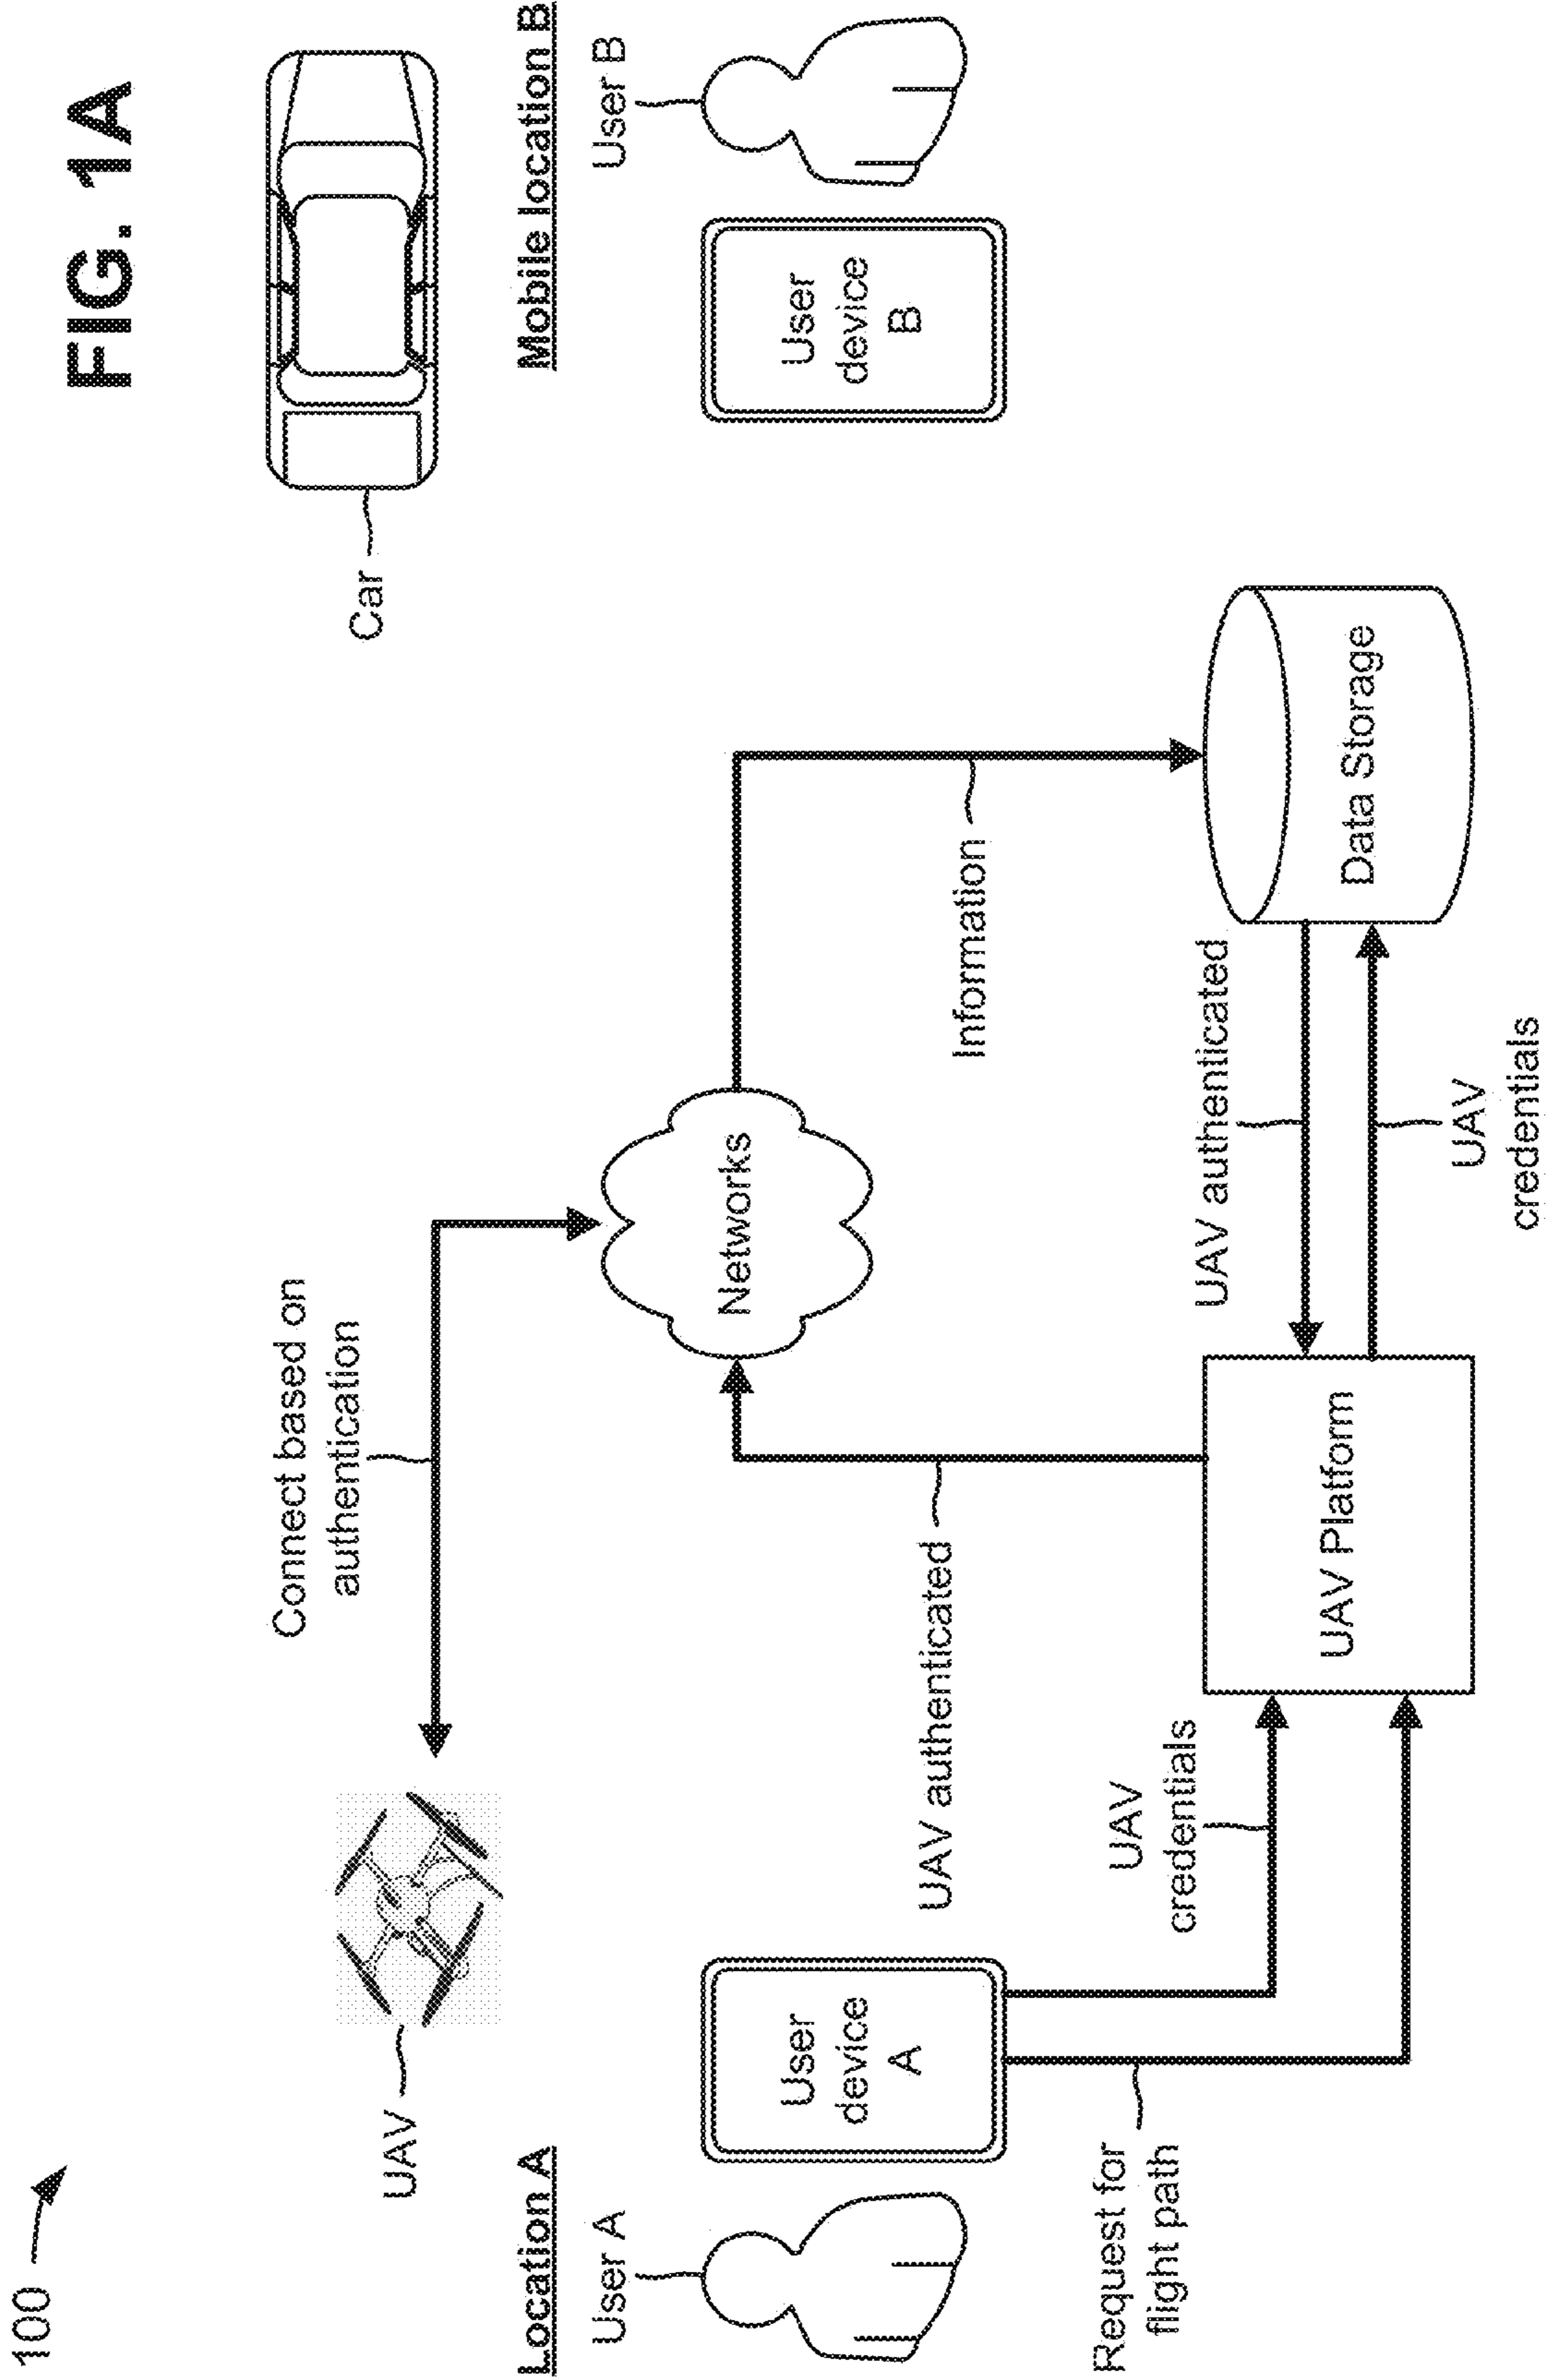 100
FIG. 1A
UAV
Connect based on
authentication
Car
Location A
User A
User
device
A
Networks
Mobile location B
User B
User
device
B
UAV authenticated
Information
Request for
flight path
UAV
credentials
UAV Platform
UAV authenticated
UAV
credentials
Data Storage